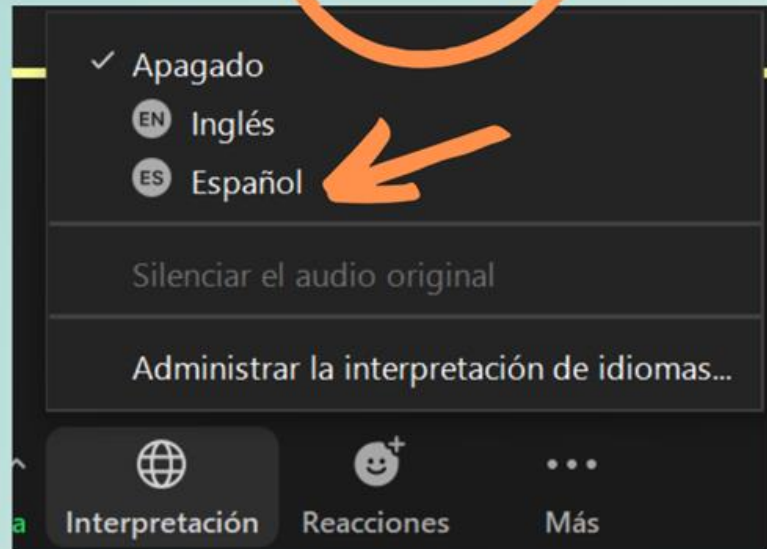 Apagado
EN Inglés
ES Español
Silenciar el audio original
Administrar la interpretación de idiomas...
a Interpretación Reacciones Más